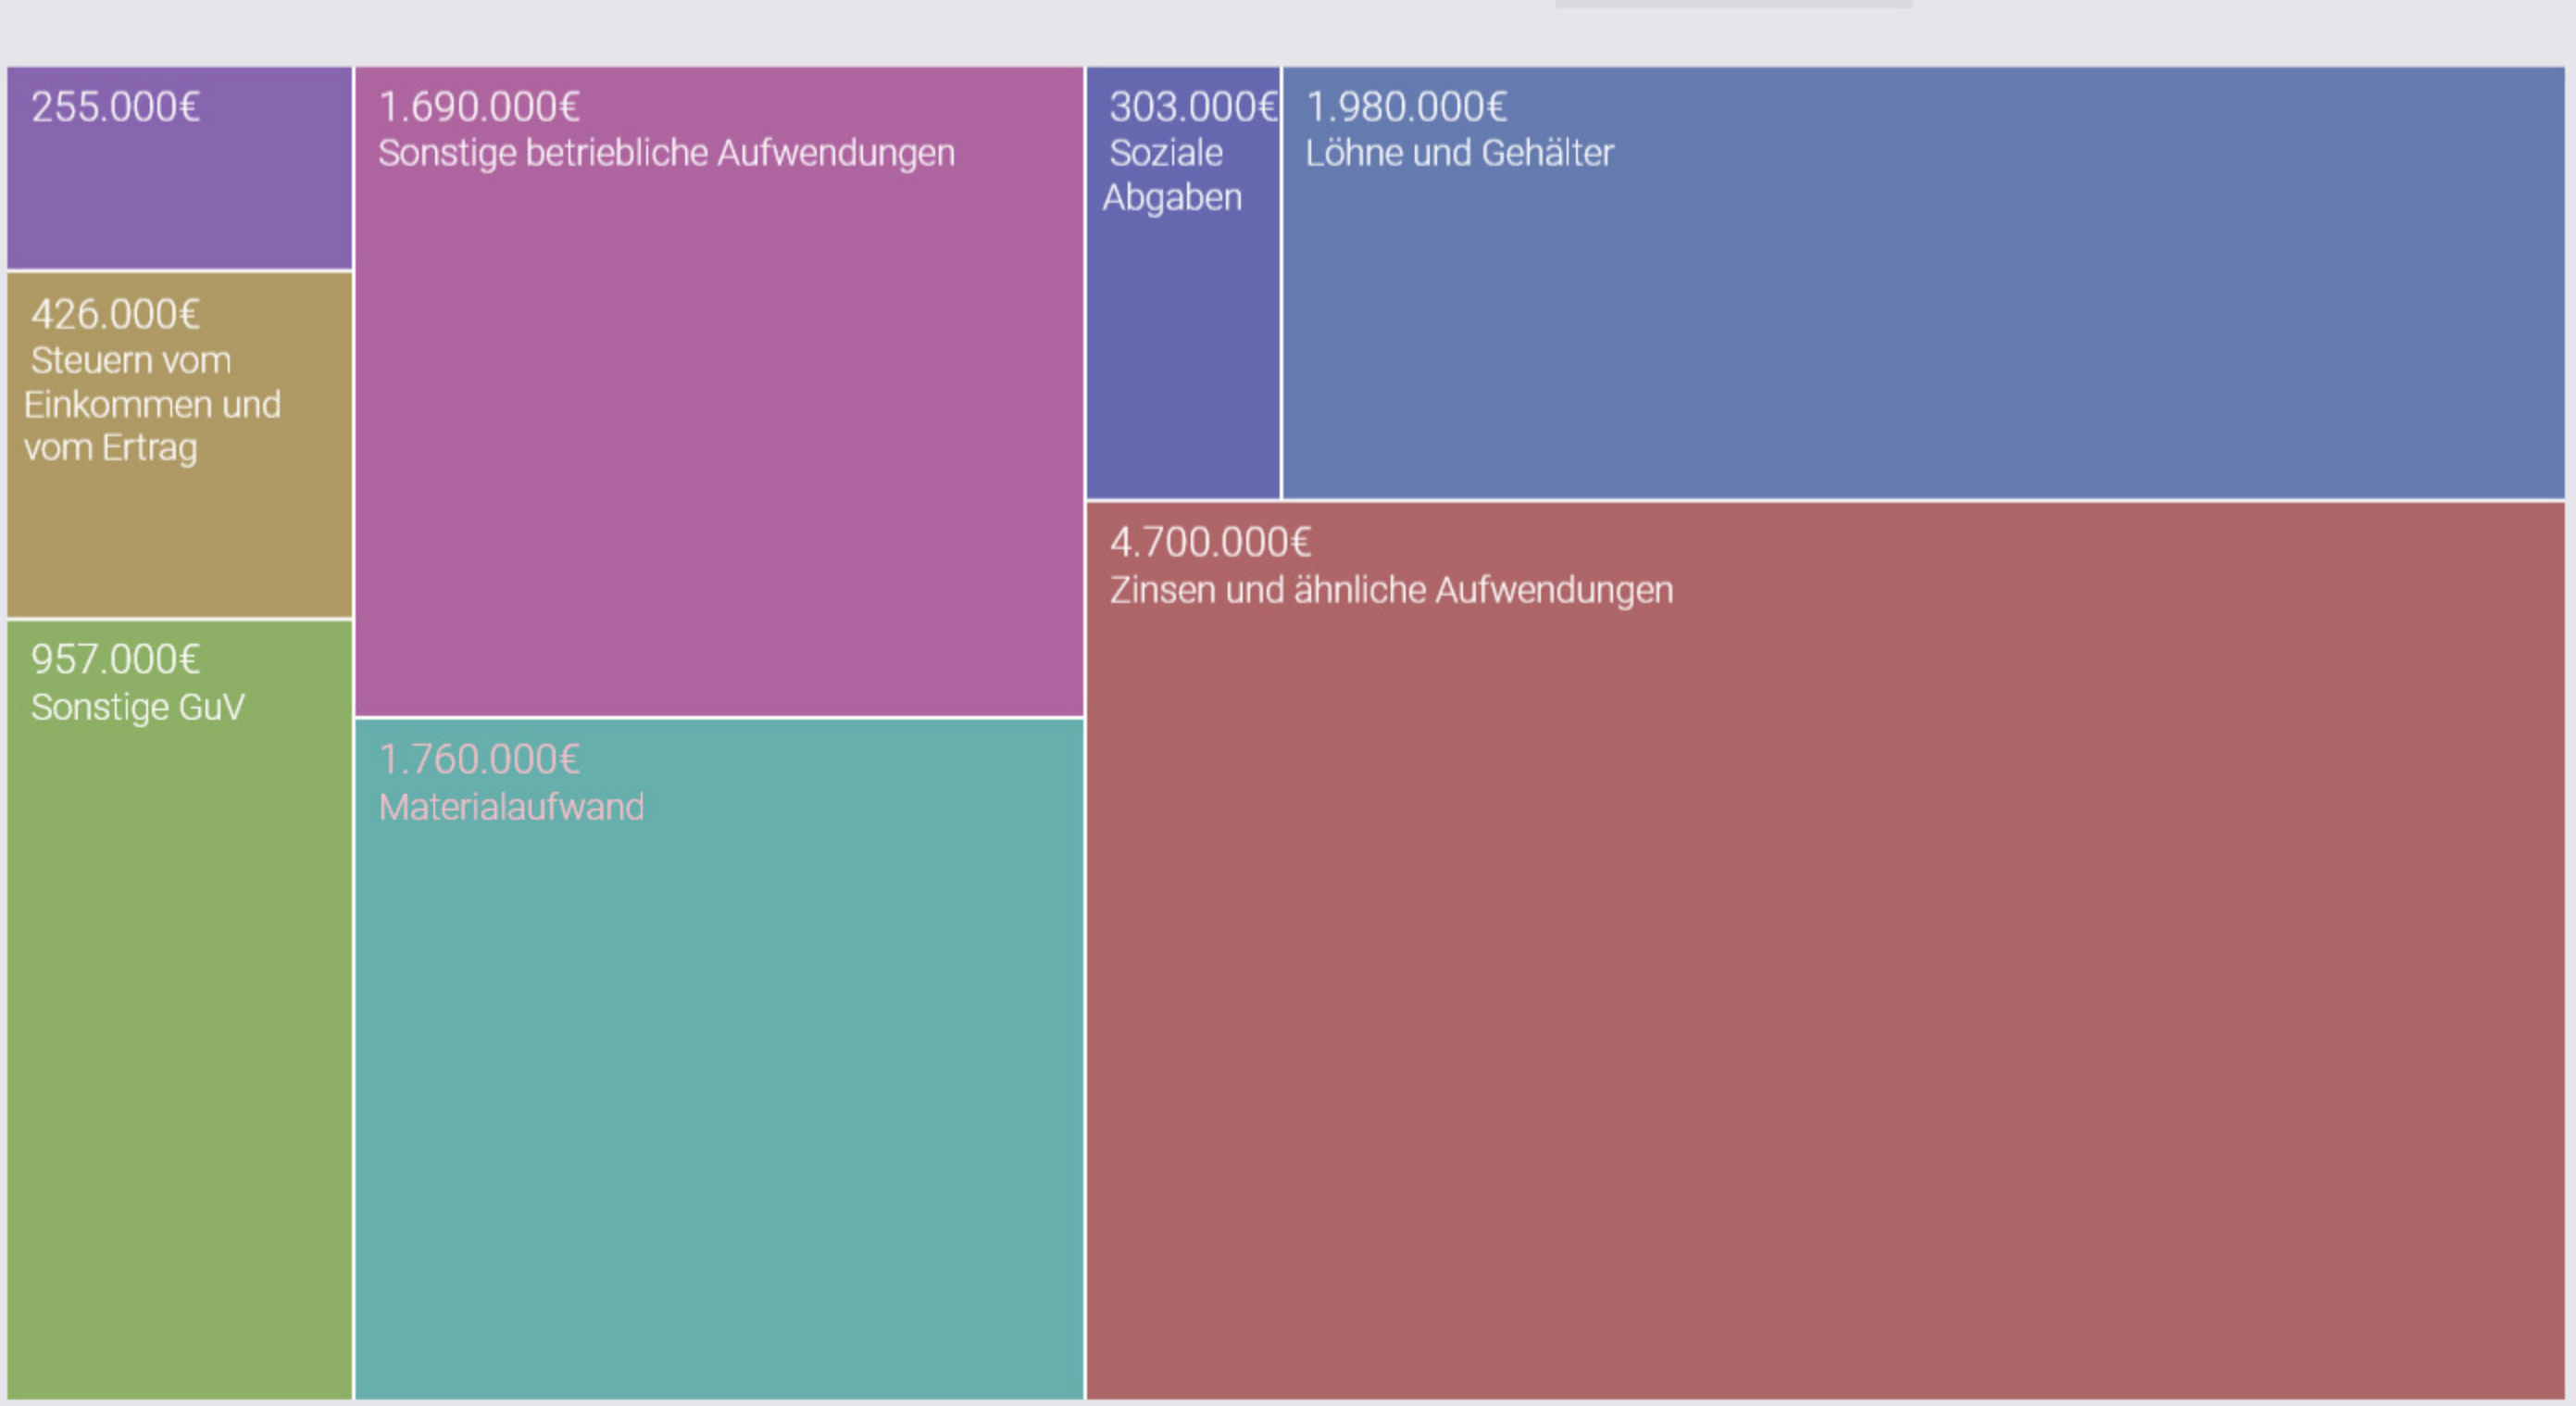 255.000€
426.000€
Steuern vom
Einkommen und
vom Ertrag
957.000€
Sonstige GuV
1.690.000€
Sonstige betriebliche Aufwendungen
1.760.000€
Materialaufwand
303.000€
Soziale
Abgaben
1.980.000€
Löhne und Gehälter
4.700.000€
Zinsen und ähnliche Aufwendungen